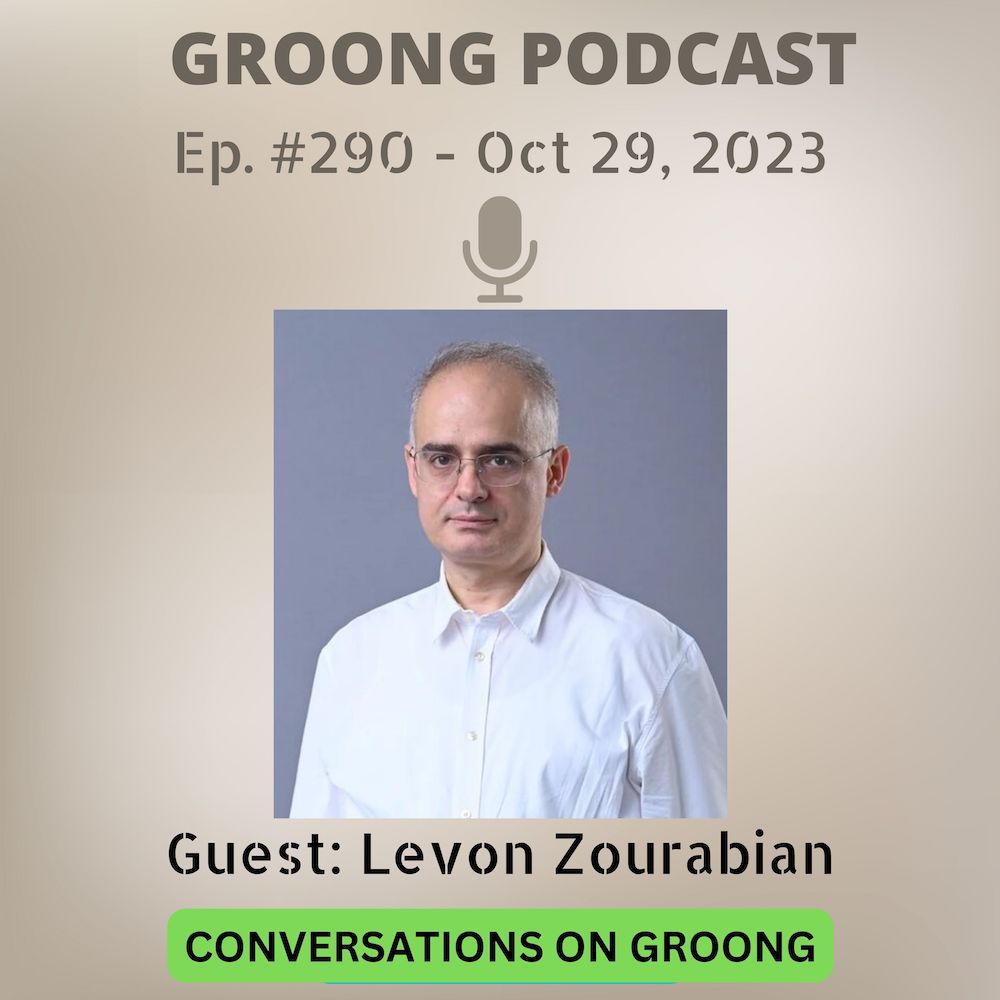 GROONG PODCAST
Ep. #290 - Oct 29, 2023
Guest: Levon Zourabian
CONVERSATIONS ON GROONG